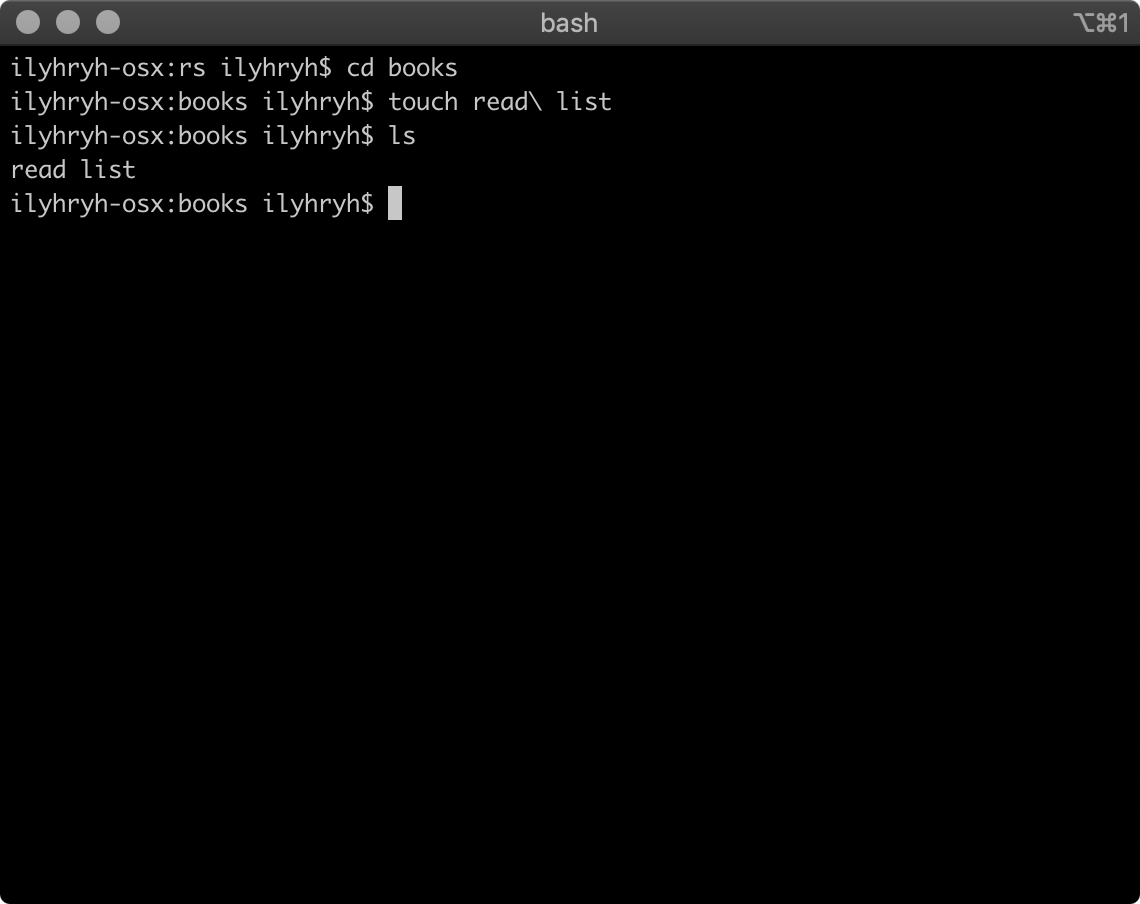 bash ⌥⌘1
ilyhryh-osx:rs ilyhryh$ cd books
ilyhryh-osx:books ilyhryh$ touch read\ list
ilyhryh-osx:books ilyhryh$ ls
read list
ilyhryh-osx:books ilyhryh$